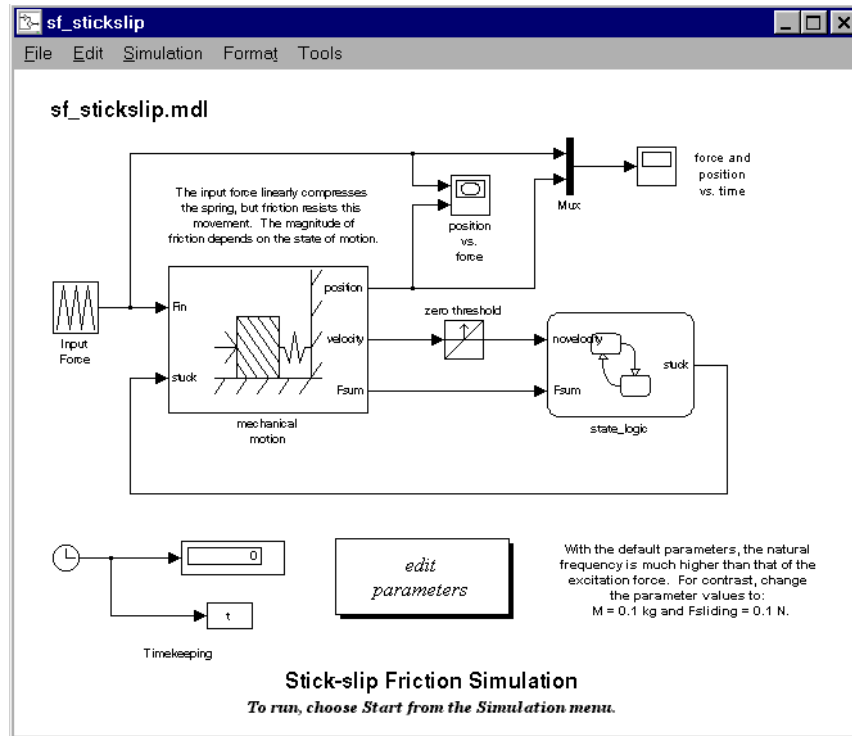 sf_stickslip
File Edit Simulation Format Tools
sf_stickslip.mdl
The input force linearly compresses
the spring, but friction resists this
movement. The magnitude of
friction depends on the state of motion.
position
vs.
force
Mux
force and
position
vs. time
Input
Force
Fin
stuck
position
velocity
Fsum
mechanical
motion
zero threshold
novelocity
Fsum
stuck
state_logic
0
t
Timekeeping
edit
parameters
With the default parameters, the natural
frequency is much higher than that of the
excitation force. For contrast, change
the parameter values to:
M = 0.1 kg and Fsliding = 0.1 N.
Stick-slip Friction Simulation
To run, choose Start from the Simulation menu.